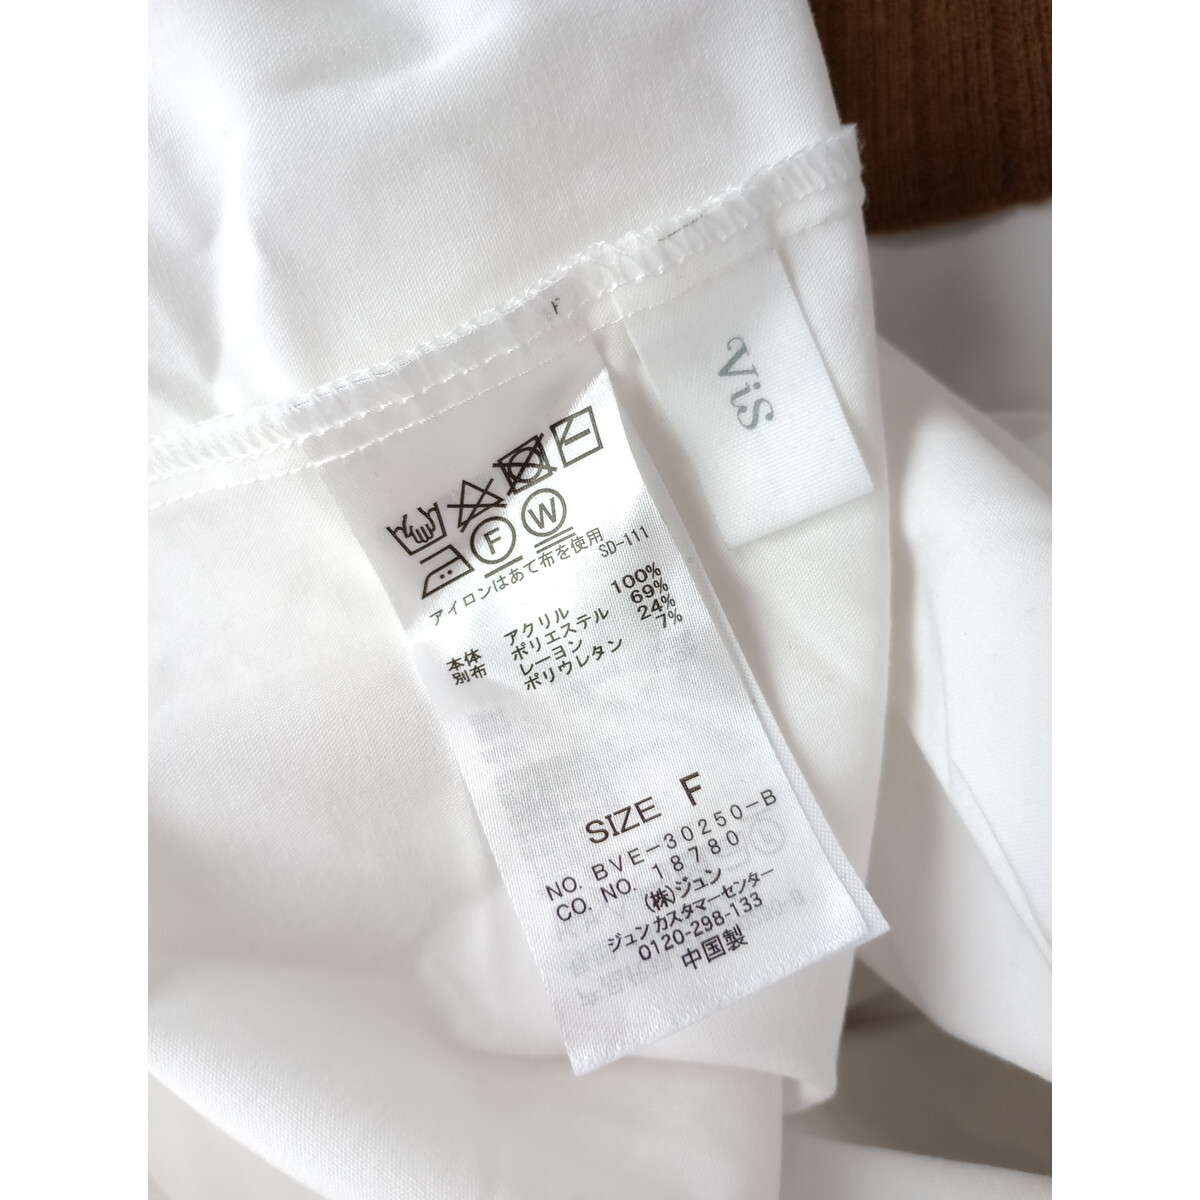 ViS
F
F
W
アイロンはあて布を使用
SD-111
本体 アクリル 100%
別布 ポリエステル 69%
レーヨン 24%
ポリウレタン 7%
SIZE F
NO. BVE-30250-B
CO. NO. 18780
(株)ジュン
ジュンカスタマーセンター
0120-298-133
中国製